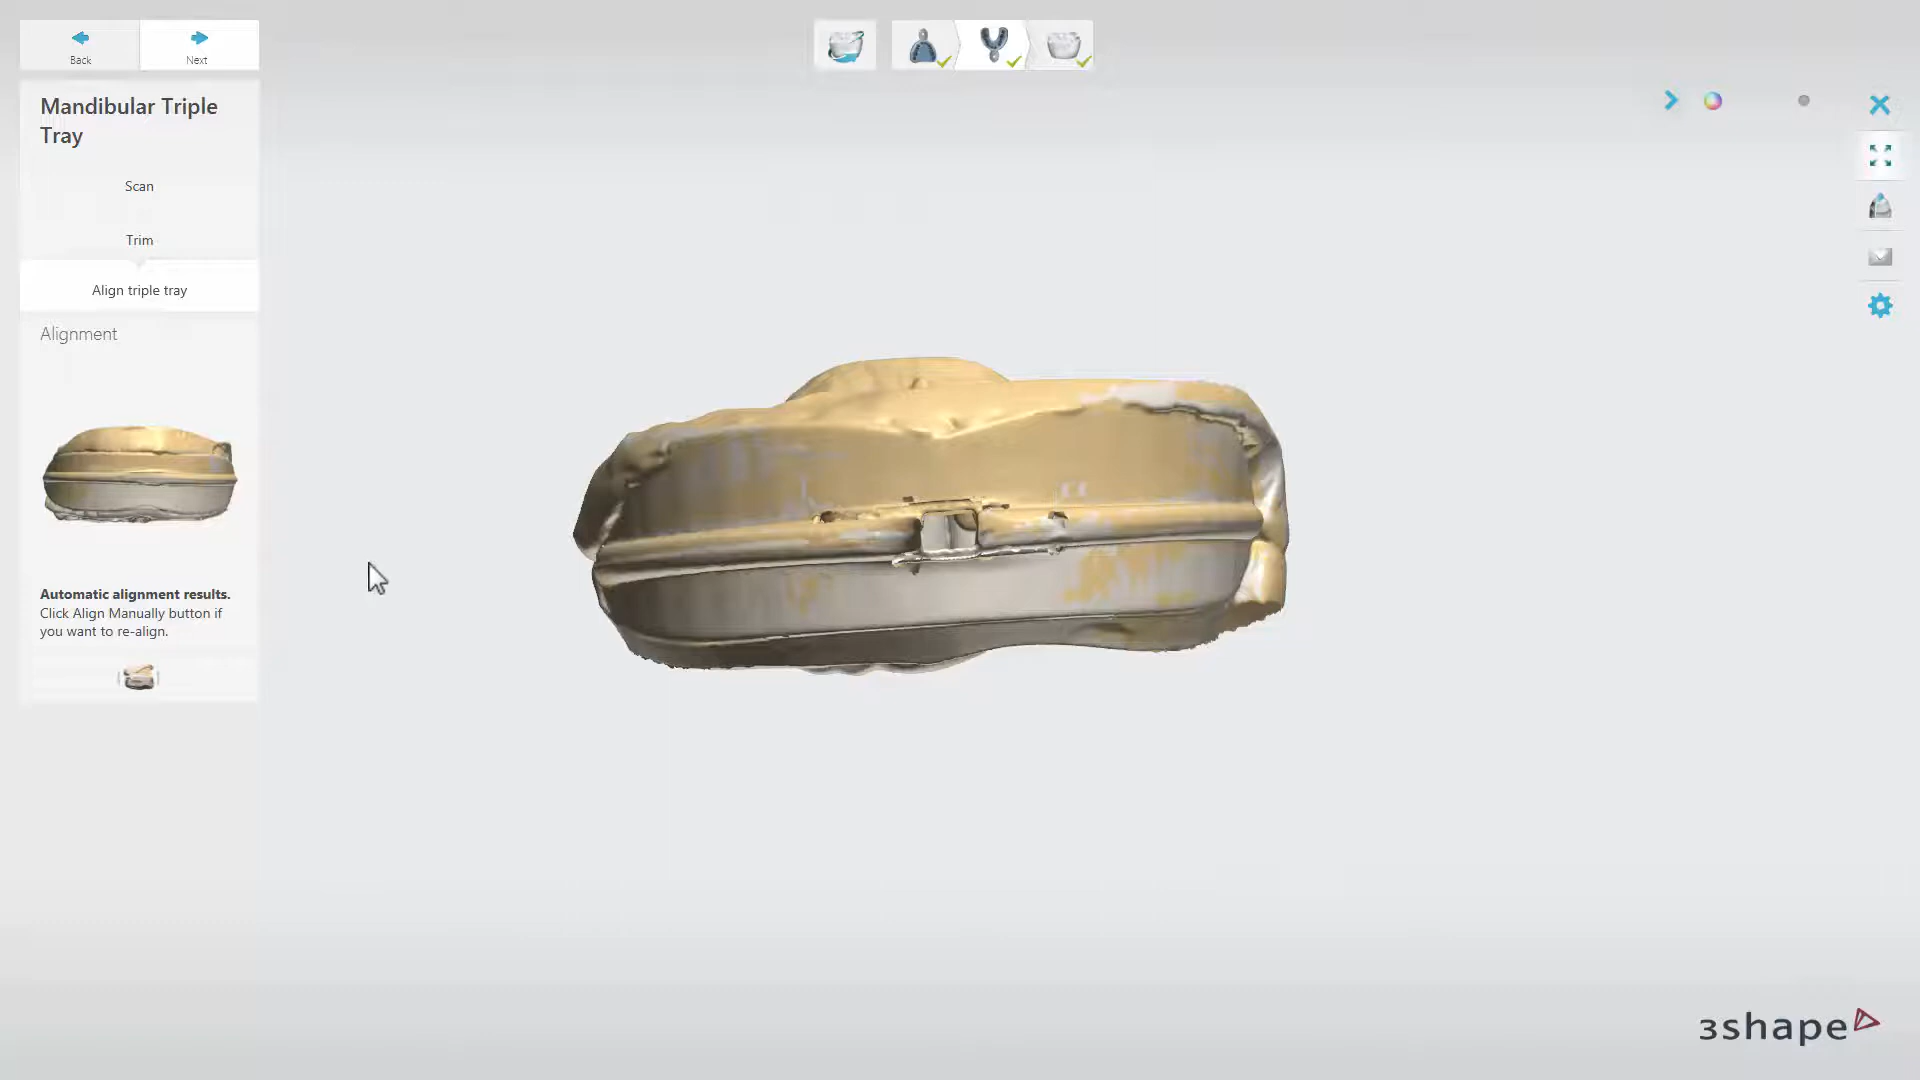 Back
Next
Mandibular Triple
Tray
Scan
Trim
Align triple tray
Alignment
Automatic alignment results.
Click Align Manually button if
you want to re-align.
3shape